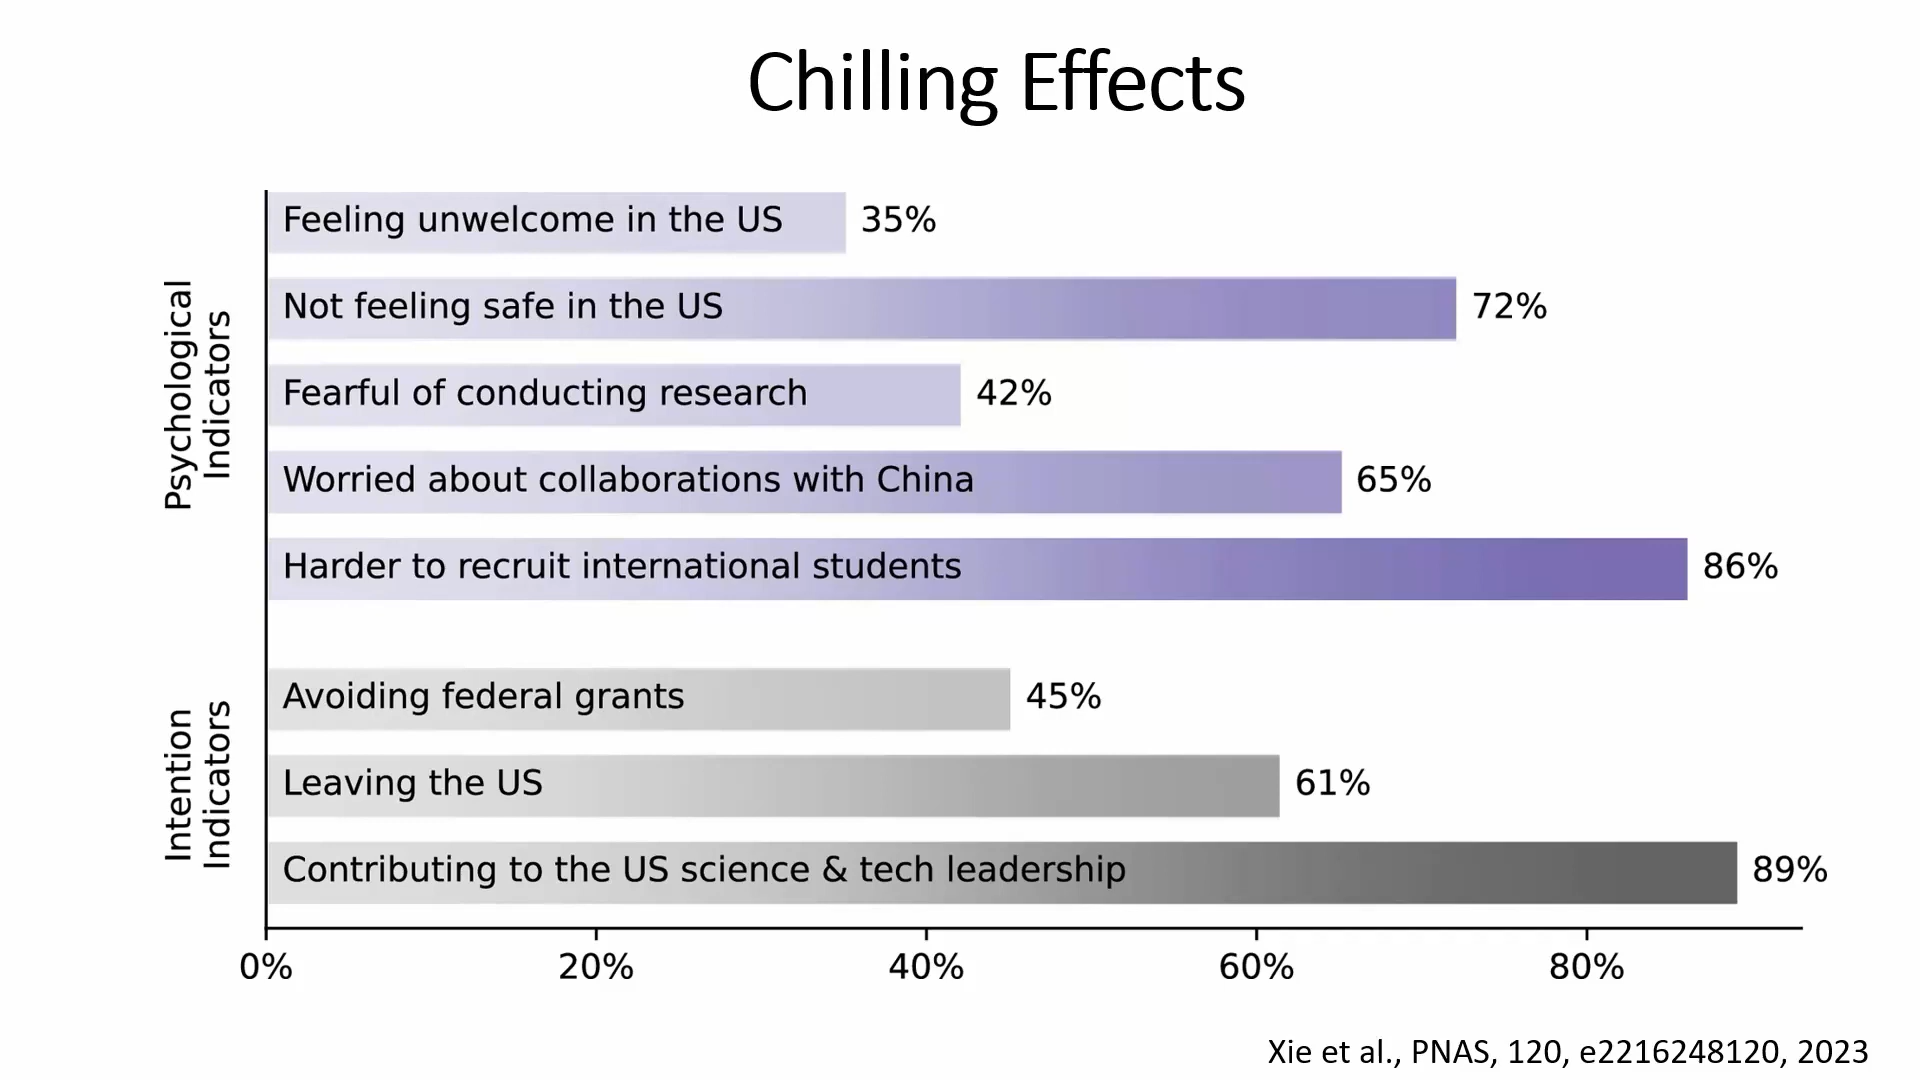 Chilling Effects
Psychological
Indicators
Feeling unwelcome in the US 35%
Not feeling safe in the US 72%
Fearful of conducting research 42%
Worried about collaborations with China 65%
Harder to recruit international students 86%
Intention
Indicators
Avoiding federal grants 45%
Leaving the US 61%
Contributing to the US science & tech leadership 89%
0% 20% 40% 60% 80%
Xie et al., PNAS, 120, e2216248120, 2023